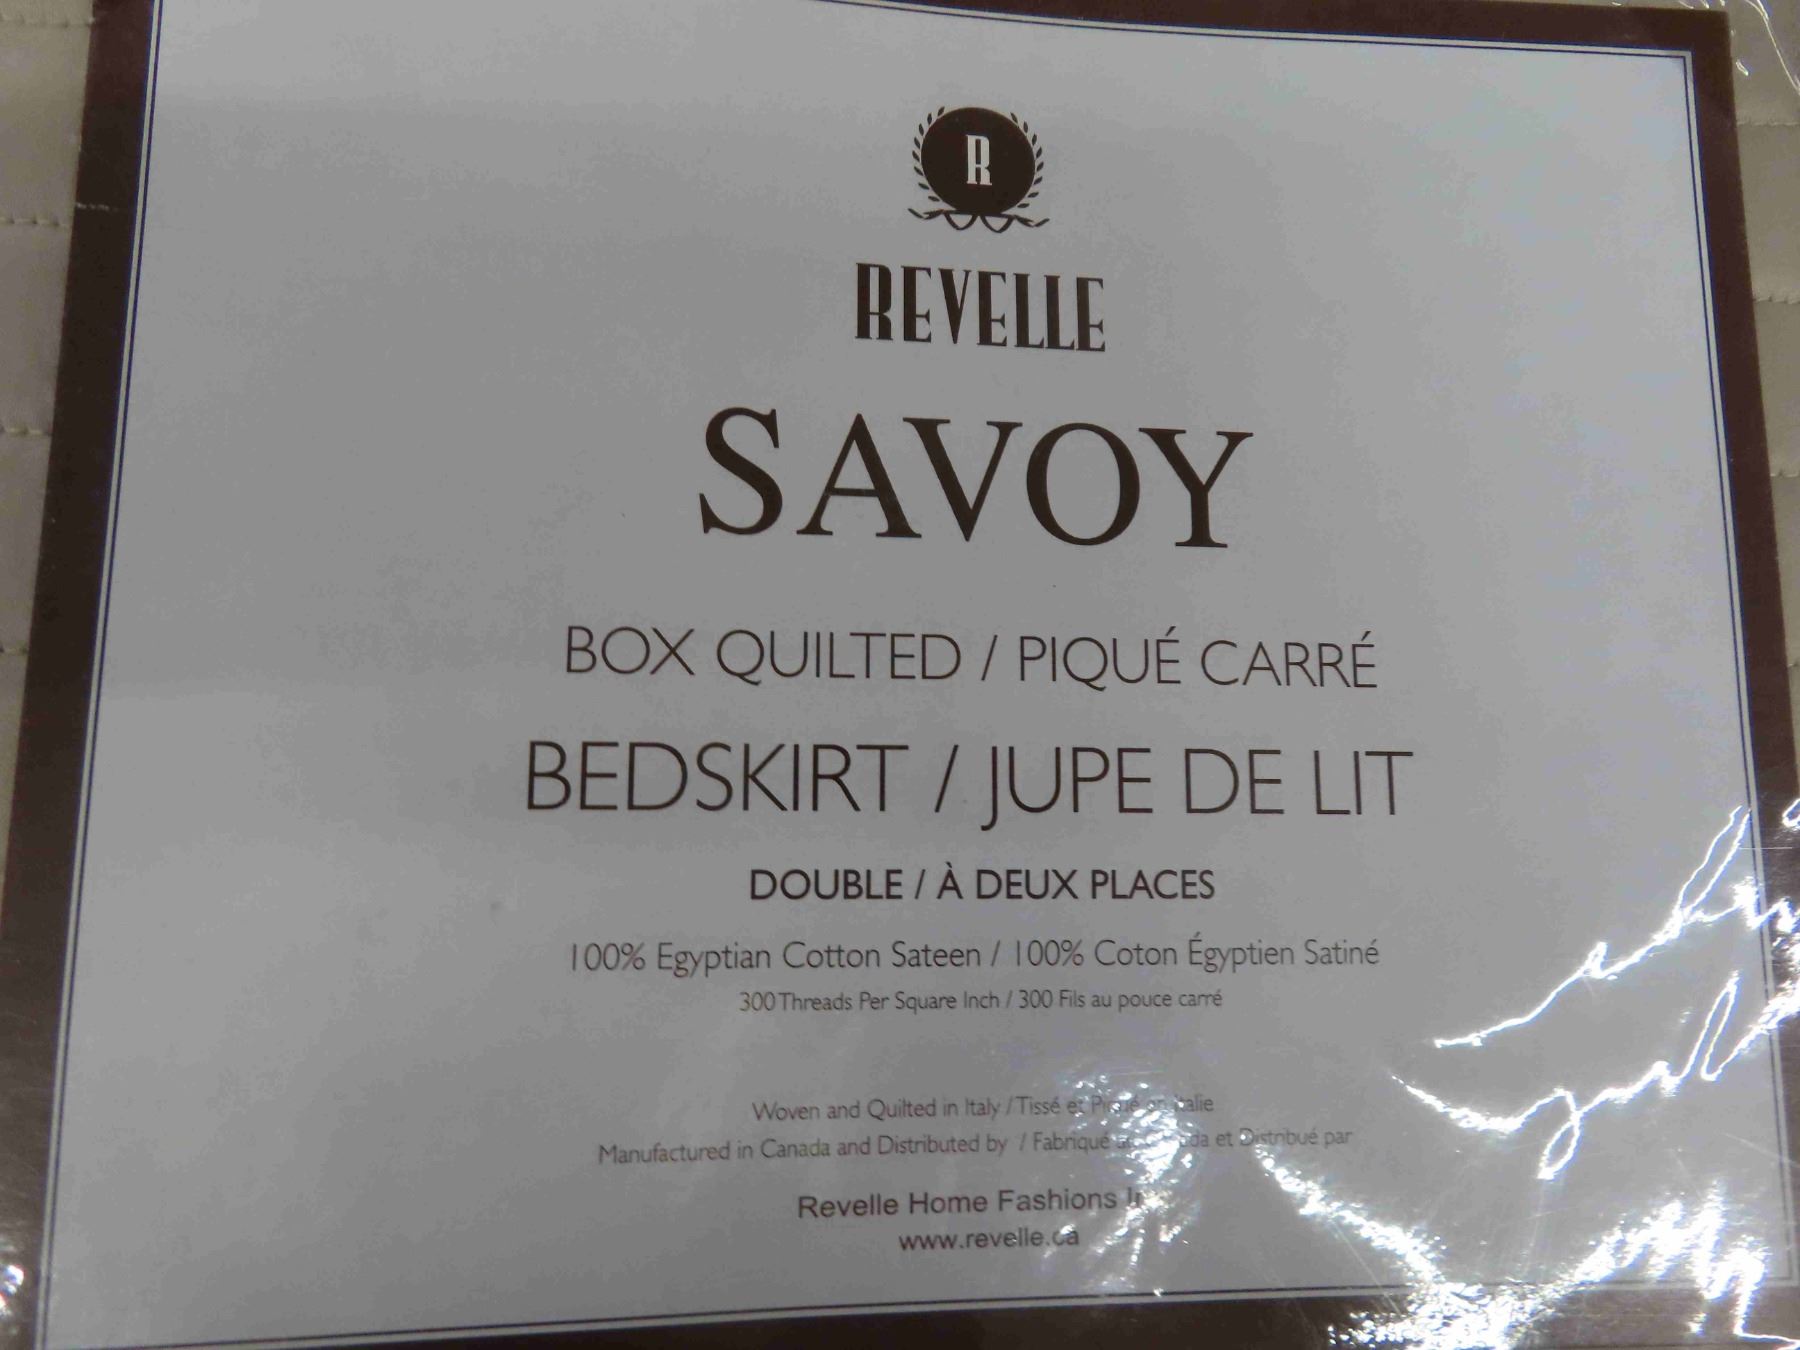 R
REVELLE
SAVOY
BOX QUILTED / PIQUÉ CARRÉ
BEDSKIRT / JUPE DE LIT
DOUBLE / À DEUX PLACES
100% Egyptian Cotton Sateen / 100% Coton Égyptien Satiné
300 Threads Per Square Inch / 300 Fils au pouce carré
Woven and Quilted in Italy / Tissé et Piqué en Italie
Manufactured in Canada and Distributed by / Fabriqué et Distribué par
Revelle Home Fashions
www.revelle.ca